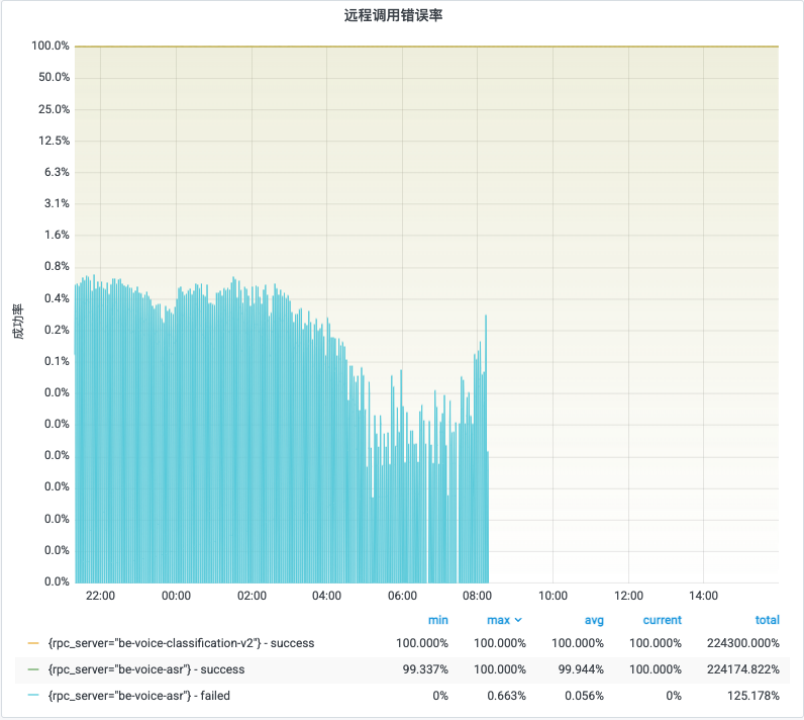 远程调用错误率
100.0%
50.0%
25.0%
12.5%
6.3%
3.1%
1.6%
0.8%
0.4%
0.2%
0.1%
0.0%
0.0%
0.0%
0.0%
0.0%
0.0%
0.0%
成功率
22:00 00:00 02:00 04:00 06:00 08:00 10:00 12:00 14:00
min max avg current total
{rpc_server="be-voice-classification-v2"} - success 100.000% 100.000% 100.000% 100.000% 224300.000%
{rpc_server="be-voice-asr"} - success 99.337% 100.000% 99.944% 100.000% 224174.822%
{rpc_server="be-voice-asr"} - failed 0% 0.663% 0.056% 0% 125.178%